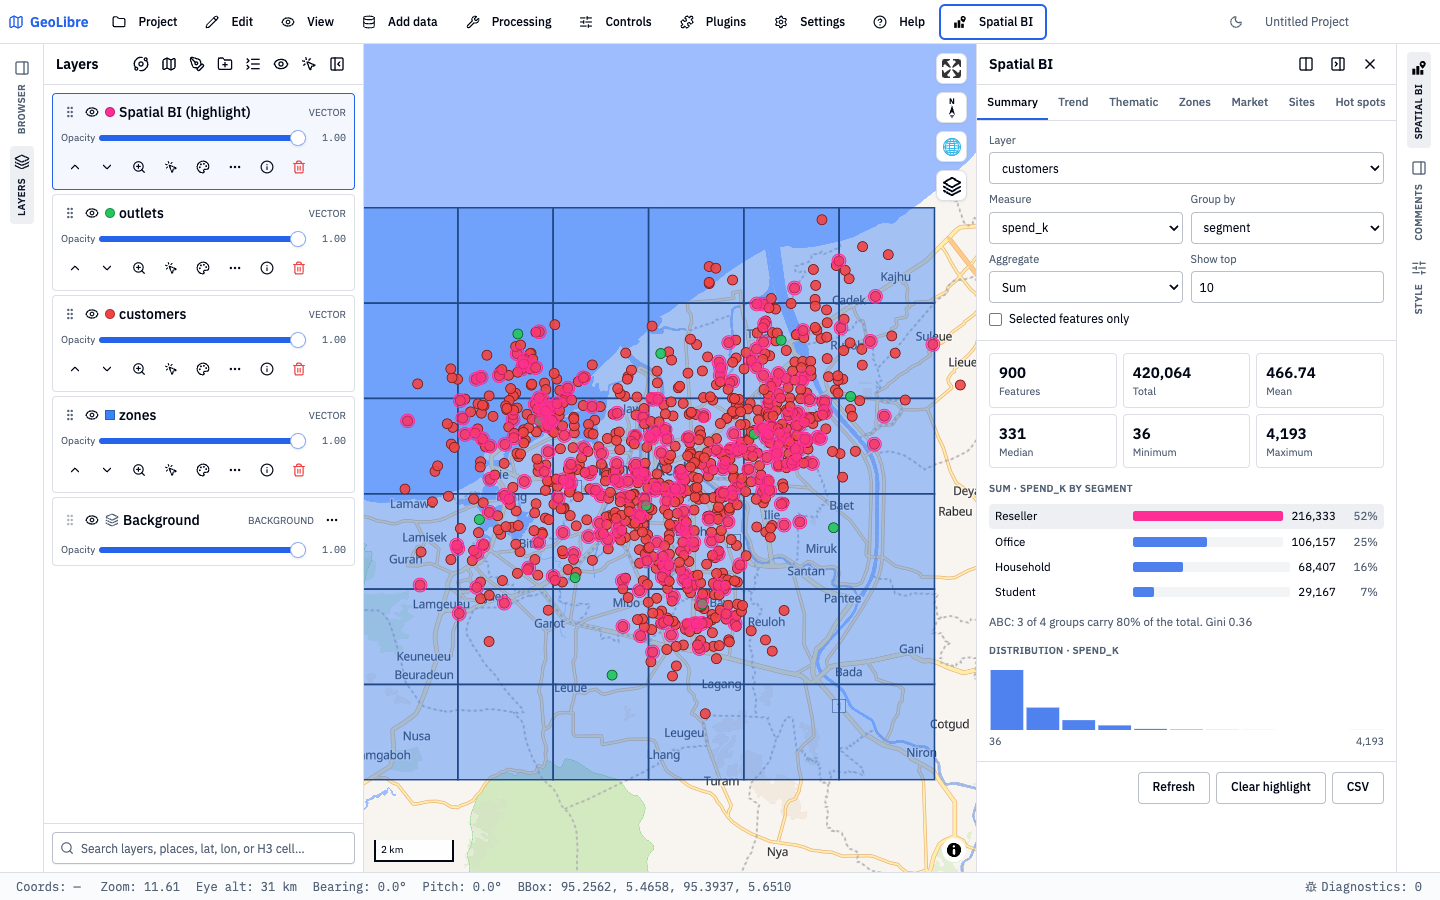 GeoLibre Project Edit View Add data Processing Controls Plugins Settings Help Spatial BI Untitled Project
BROWSER
LAYERS
Layers
Spatial BI (highlight) VECTOR
Opacity 1.00
outlets VECTOR
Opacity 1.00
customers VECTOR
Opacity 1.00
zones VECTOR
Opacity 1.00
Background BACKGROUND
Opacity 1.00
Search layers, places, lat, lon, or H3 cell...
N
Kajhu
Cadek
Suleue
Lieue
Lamaw
Lamisek
Guran
Ilie
Baet
Deya
Rabeu
Miruk
Santan
Pantee
Lamgeueu
Mibo
Garot
Reuloh
Keuneueu
Beuradeun
Gani
Bada
Leuue
Lagang
Cotgud
Nusa
Leugeu
Lhang
Niron
amgaboh
Turam
Nya
2 km
Spatial BI
Summary Trend Thematic Zones Market Sites Hot spots
Layer
customers
Measure Group by
spend_k segment
Aggregate Show top
Sum 10
Selected features only
900 420,064 466.74
Features Total Mean
331 36 4,193
Median Minimum Maximum
SUM · SPEND_K BY SEGMENT
Reseller 216,333 52%
Office 106,157 25%
Household 68,407 16%
Student 29,167 7%
ABC: 3 of 4 groups carry 80% of the total. Gini 0.36
DISTRIBUTION · SPEND_K
36 4,193
Refresh Clear highlight CSV
SPATIAL BI
COMMENTS
STYLE
Coords: — Zoom: 11.61 Eye alt: 31 km Bearing: 0.0° Pitch: 0.0° BBox: 95.2562, 5.4658, 95.3937, 5.6510 Diagnostics: 0